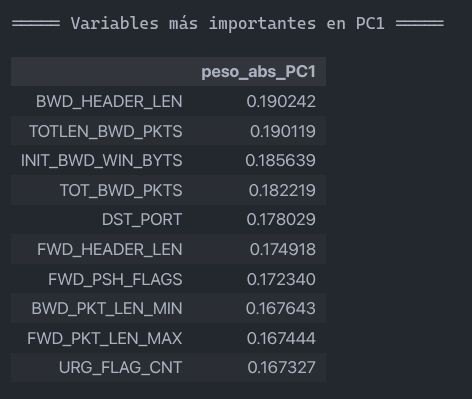 ===== Variables más importantes en PC1 =====
peso_abs_PC1
BWD_HEADER_LEN 0.190242
TOTLEN_BWD_PKTS 0.190119
INIT_BWD_WIN_BYTS 0.185639
TOT_BWD_PKTS 0.182219
DST_PORT 0.178029
FWD_HEADER_LEN 0.174918
FWD_PSH_FLAGS 0.172340
BWD_PKT_LEN_MIN 0.167643
FWD_PKT_LEN_MAX 0.167444
URG_FLAG_CNT 0.167327